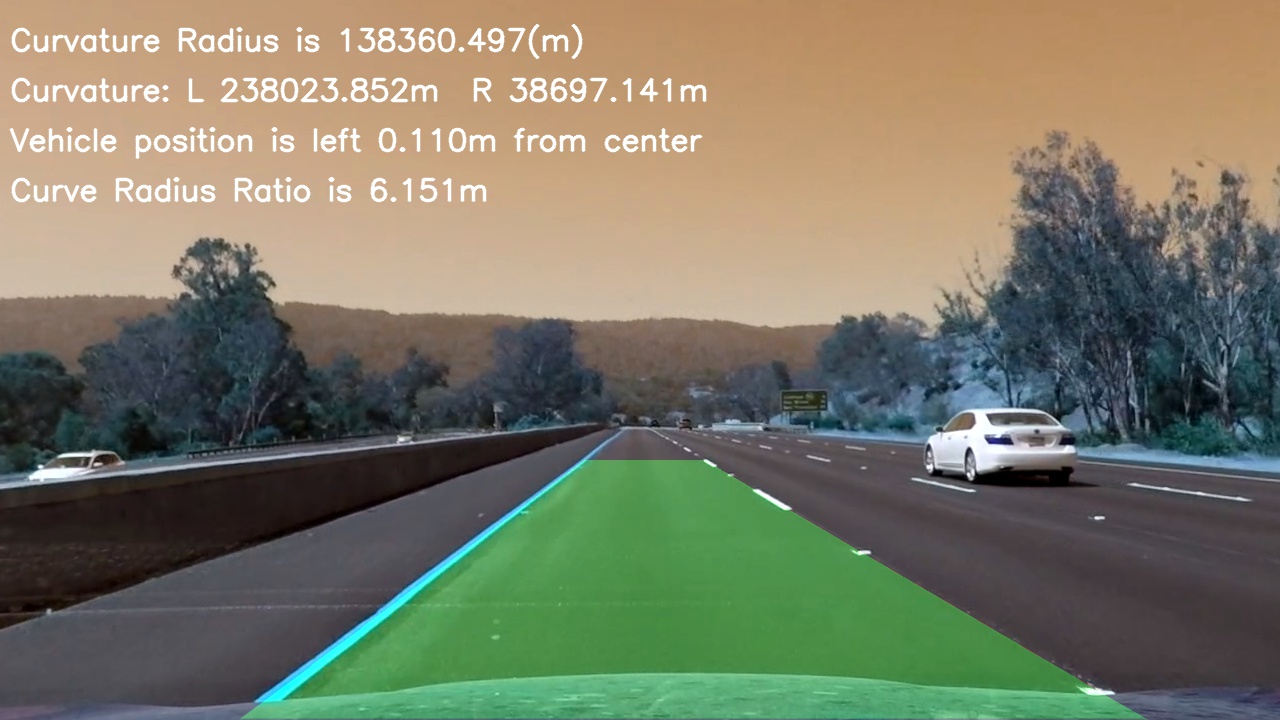 Curvature Radius is 138360.497(m)
Curvature: L 238023.852m R 38697.141m
Vehicle position is left 0.110m from center
Curve Radius Ratio is 6.151m